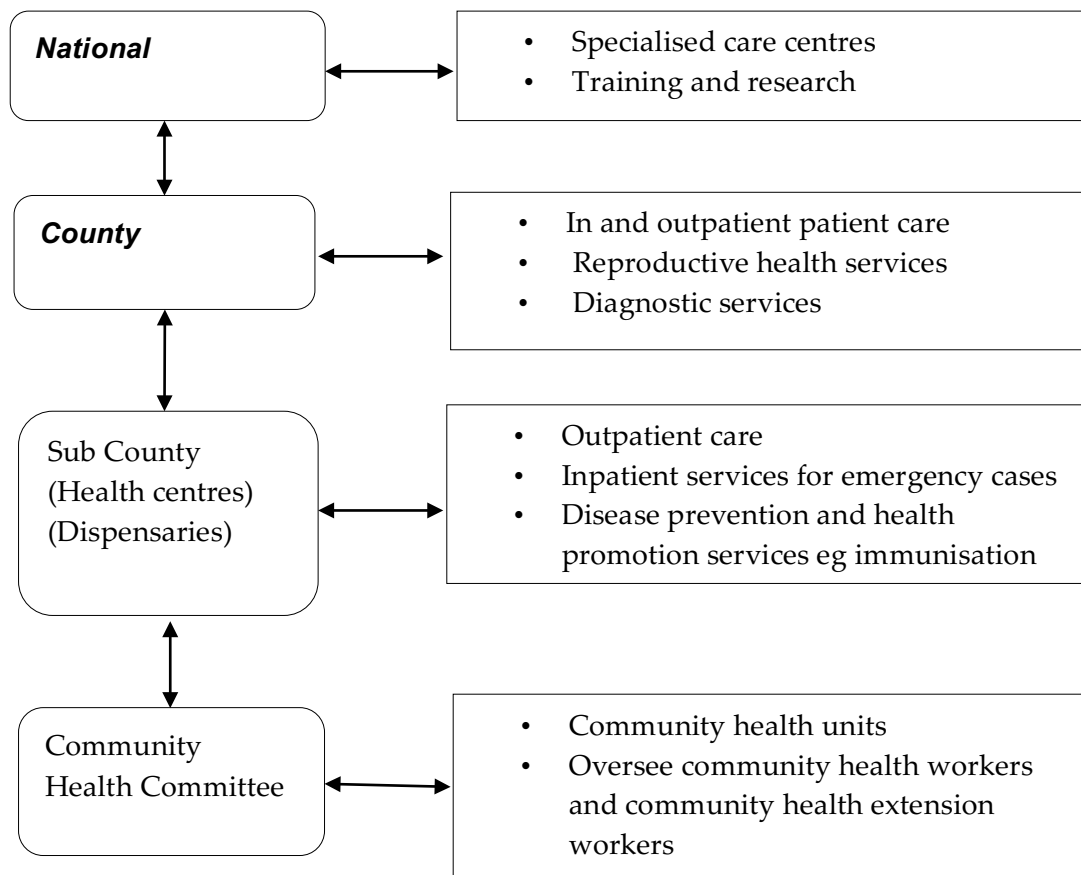 National
• Specialised care centres
• Training and research
County
• In and outpatient patient care
• Reproductive health services
• Diagnostic services
Sub County
(Health centres)
(Dispensaries)
• Outpatient care
• Inpatient services for emergency cases
• Disease prevention and health
promotion services eg immunisation
Community
Health Committee
• Community health units
• Oversee community health workers
and community health extension
workers